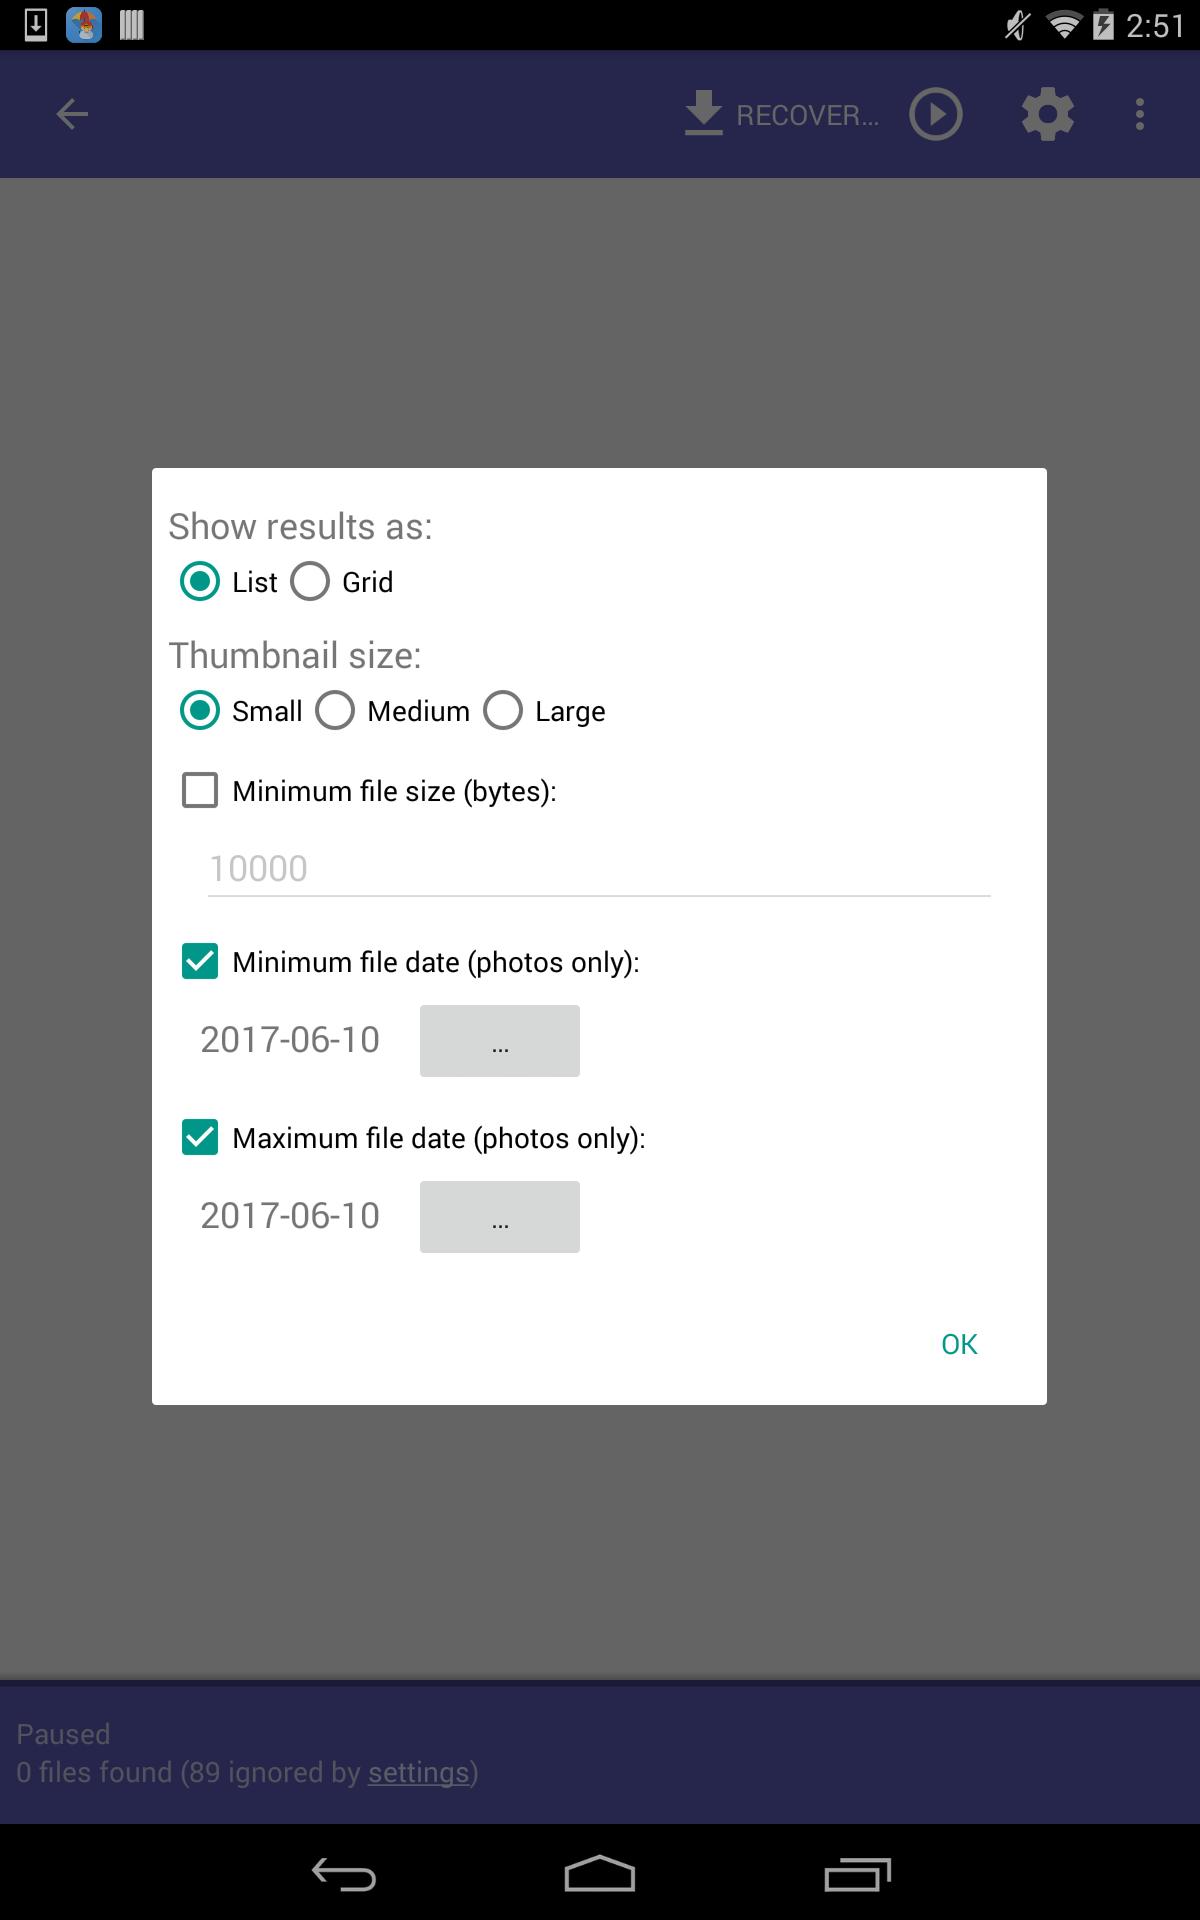 2:51
RECOVER...
Show results as:
List Grid
Thumbnail size:
Small Medium Large
Minimum file size (bytes):
10000
Minimum file date (photos only):
2017-06-10 ...
Maximum file date (photos only):
2017-06-10 ...
OK
Paused
0 files found (89 ignored by settings)